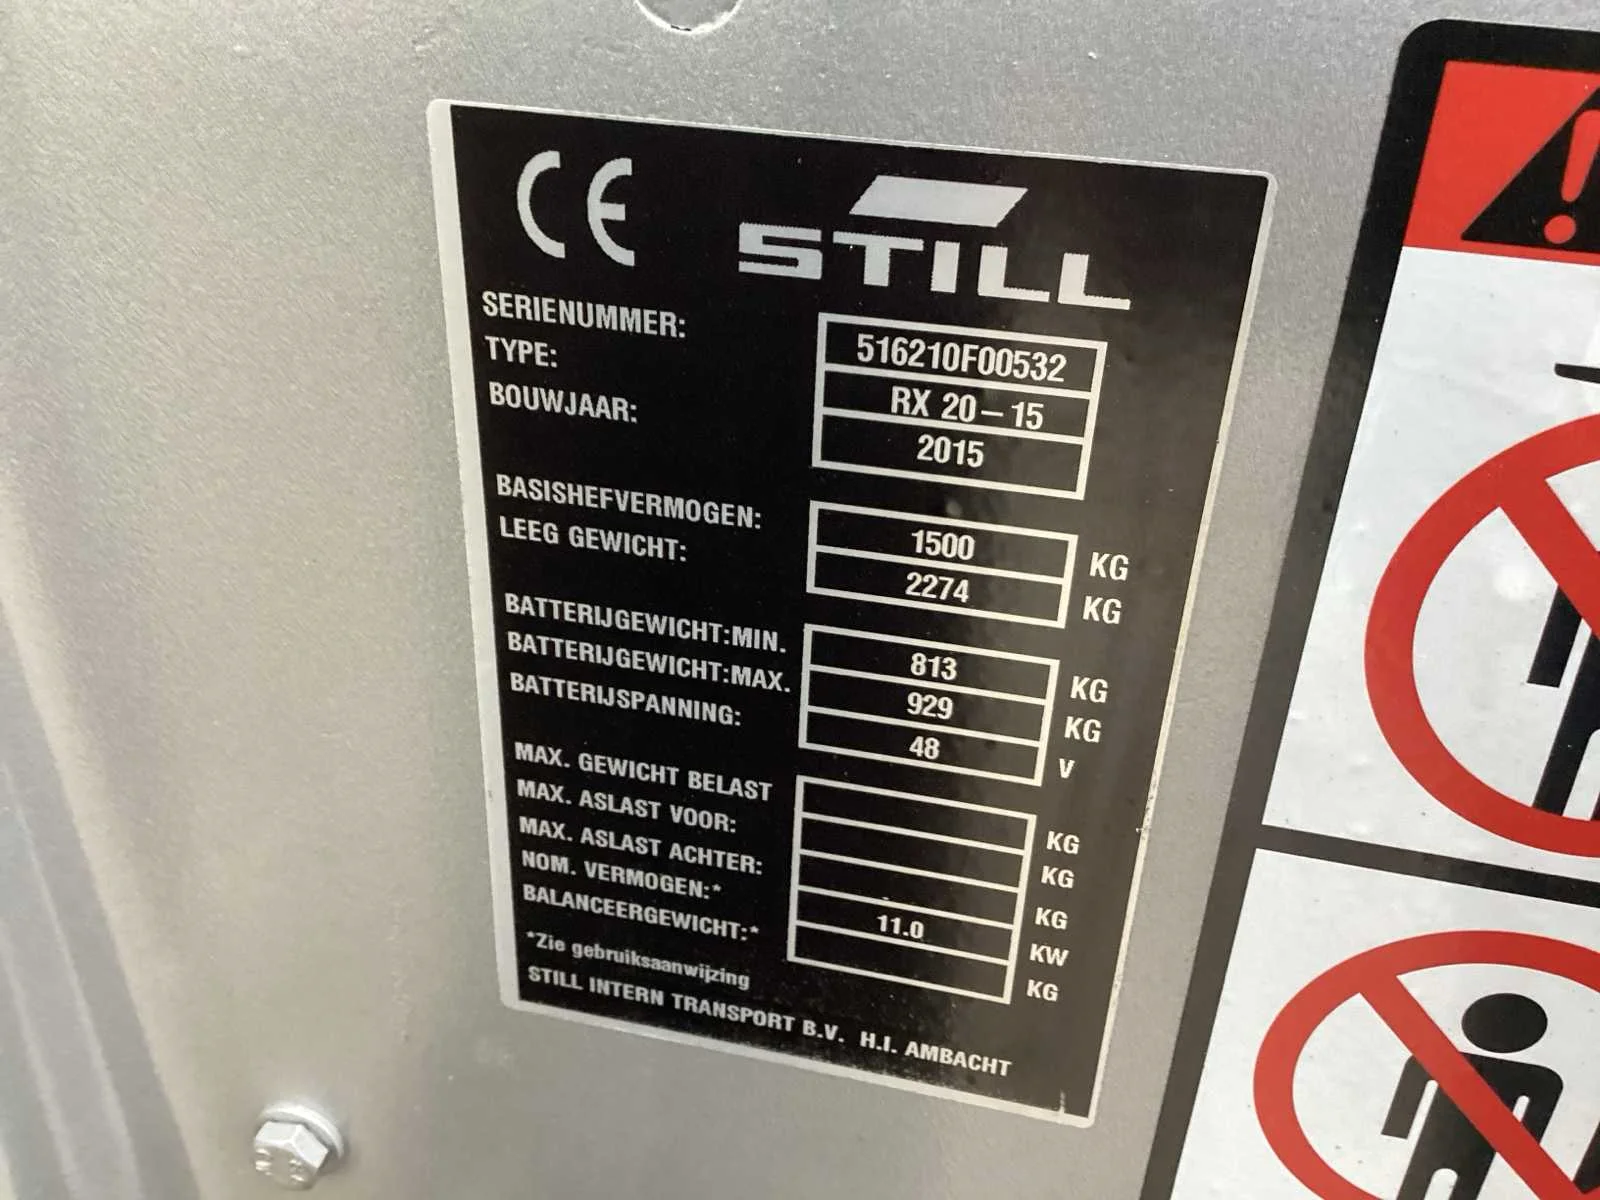 CE STILL
SERIENUMMER: 516210F00532
TYPE: RX 20-15
BOUWJAAR: 2015
BASISHEFVERMOGEN: 1500 KG
LEEG GEWICHT: 2274 KG
BATTERIJGEWICHT:MIN. 813 KG
BATTERIJGEWICHT:MAX. 929 KG
BATTERIJSPANNING: 48 V
MAX. GEWICHT BELAST KG
MAX. ASLAST VOOR: KG
MAX. ASLAST ACHTER: KG
NOM. VERMOGEN:* 11.0 KW
BALANCEERGEWICHT:* KG
*Zie gebruiksaanwijzing
STILL INTERN TRANSPORT B.V. H.I. AMBACHT